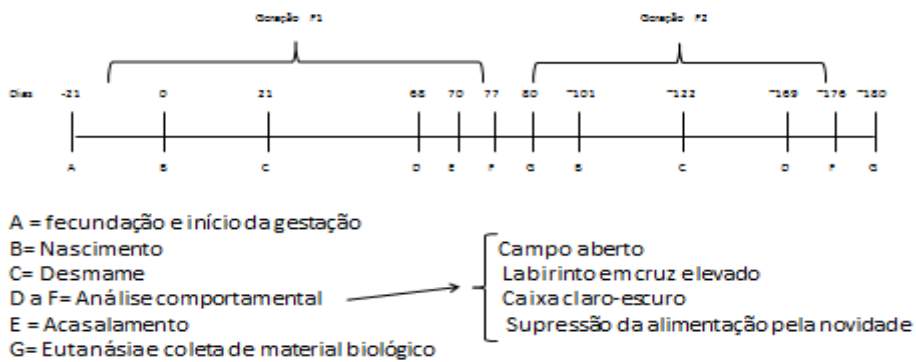 Geração F1 Geração F2
Dias -21 0 21 68 70 77 80 ~101 ~122 ~169 ~176 ~180
A B C D E F G B C D F G
A = fecundação e início da gestação
B= Nascimento
C= Desmame
D a F= Análise comportamental
E = Acasalamento
G= Eutanásia e coleta de material biológico
Campo aberto
Labirinto em cruz elevado
Caixa claro-escuro
Supressão da alimentação pela novidade